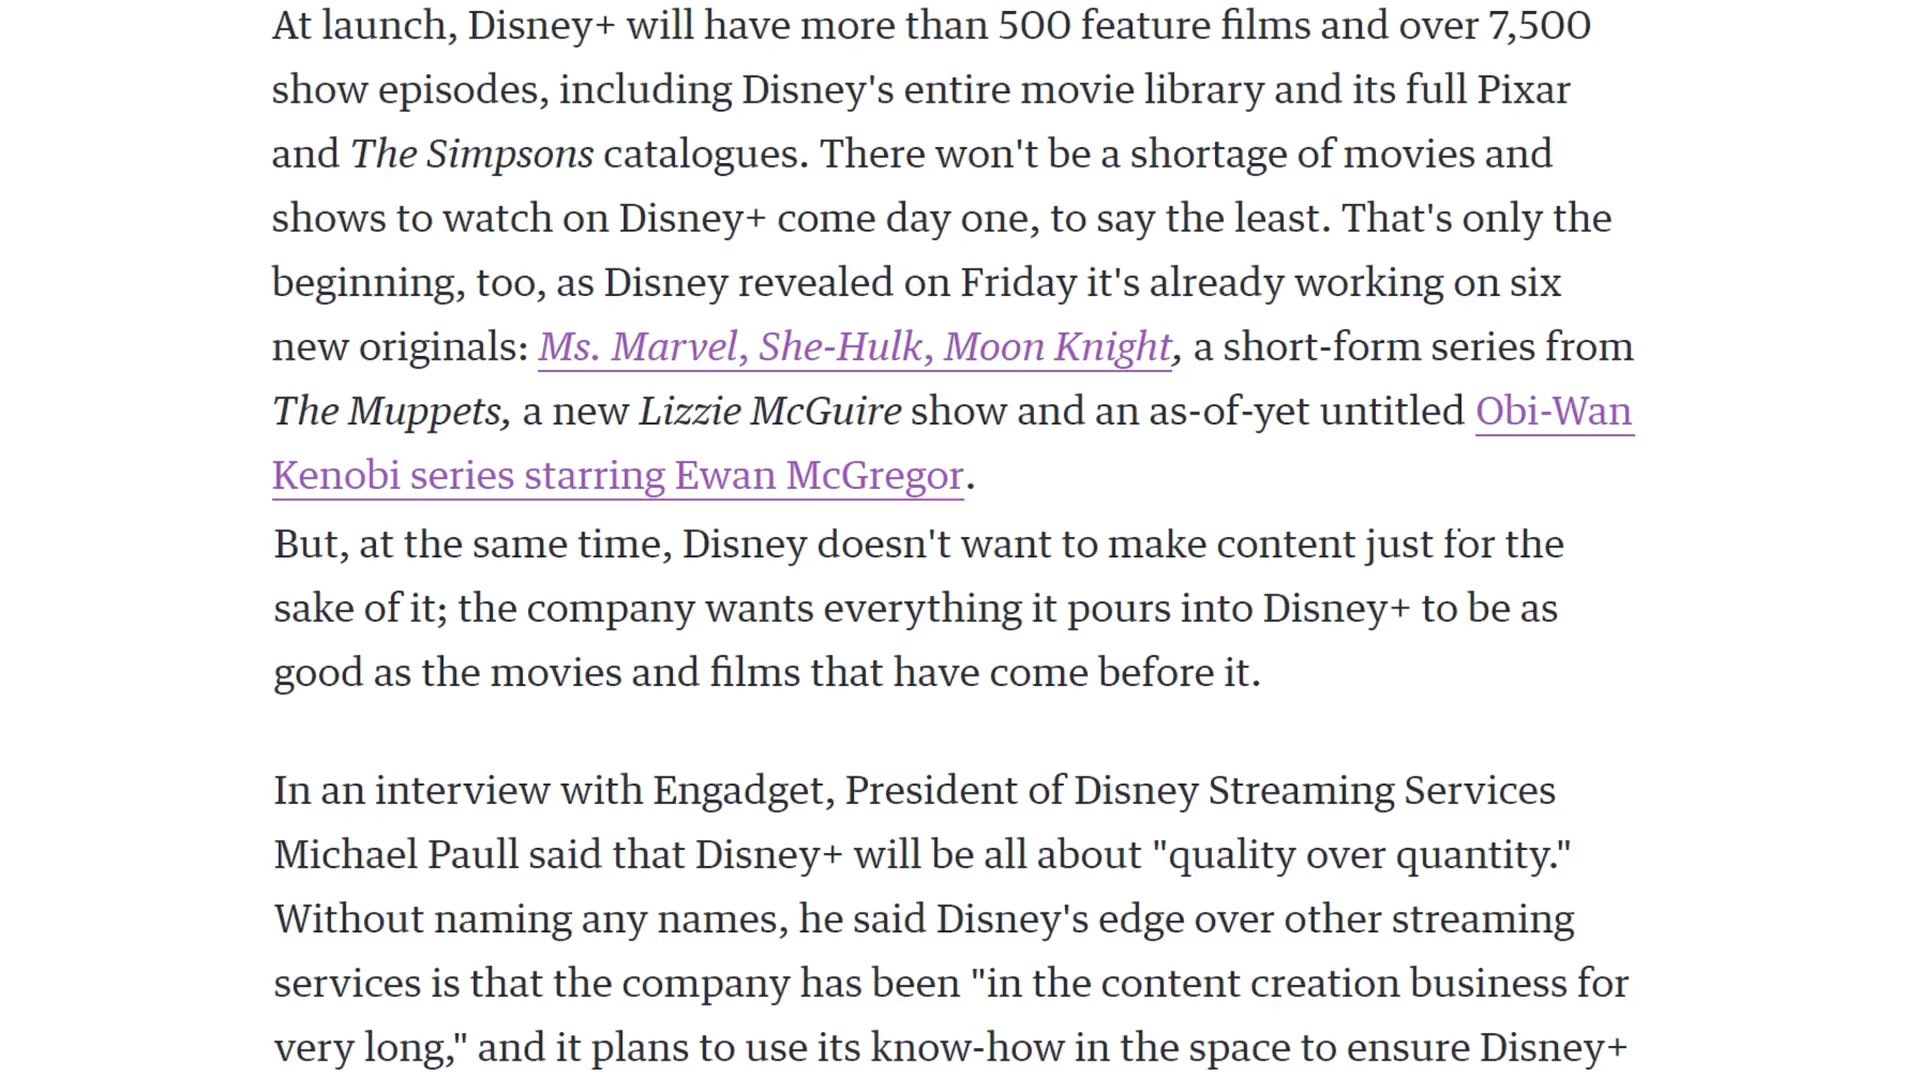 At launch, Disney+ will have more than 500 feature films and over 7,500
show episodes, including Disney's entire movie library and its full Pixar
and The Simpsons catalogues. There won't be a shortage of movies and
shows to watch on Disney+ come day one, to say the least. That's only the
beginning, too, as Disney revealed on Friday it's already working on six
new originals: Ms. Marvel, She-Hulk, Moon Knight, a short-form series from
The Muppets, a new Lizzie McGuire show and an as-of-yet untitled Obi-Wan
Kenobi series starring Ewan McGregor.
But, at the same time, Disney doesn't want to make content just for the
sake of it; the company wants everything it pours into Disney+ to be as
good as the movies and films that have come before it.
In an interview with Engadget, President of Disney Streaming Services
Michael Paull said that Disney+ will be all about "quality over quantity."
Without naming any names, he said Disney's edge over other streaming
services is that the company has been "in the content creation business for
very long," and it plans to use its know-how in the space to ensure Disney+